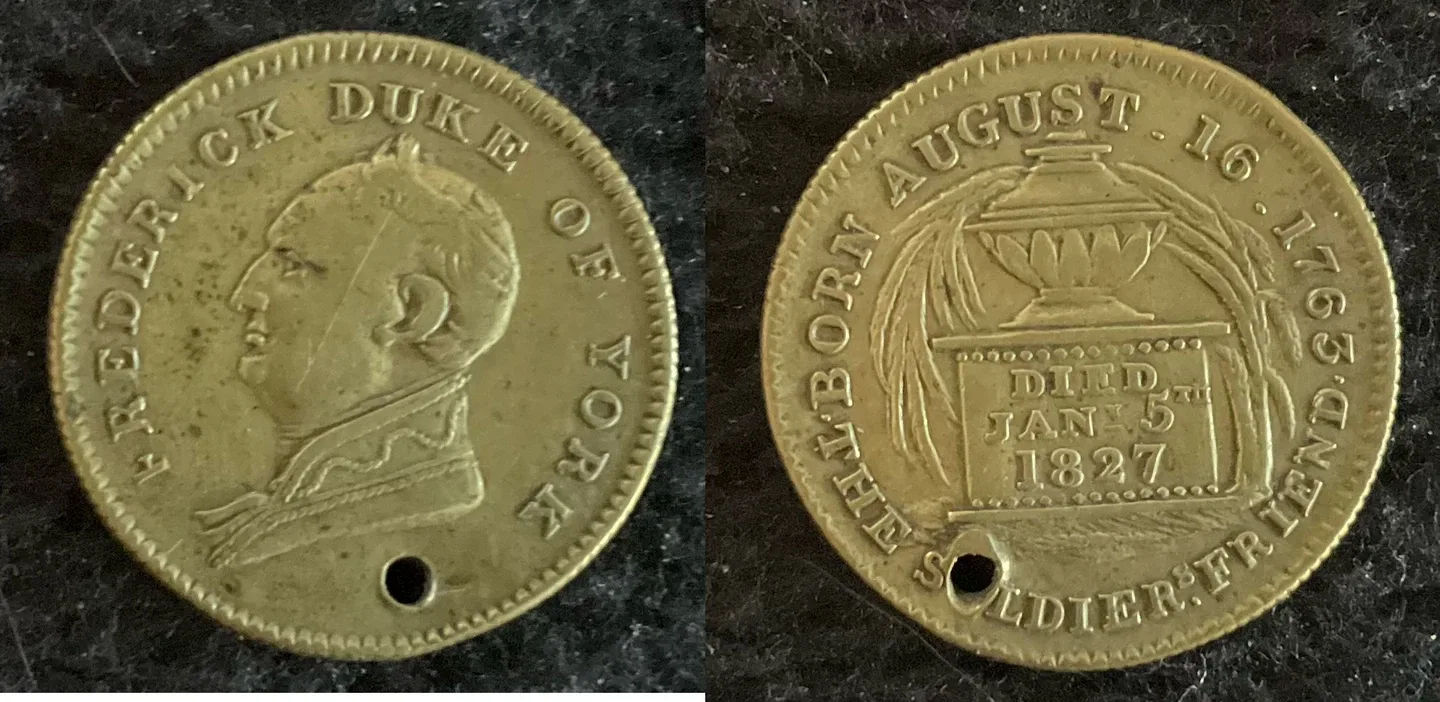 FREDERICK DUKE OF YORK
BORN AUGUST . 16 . 1763.
DIED
JANY 5TH
1827
THE SOLDIERS FRIEND.